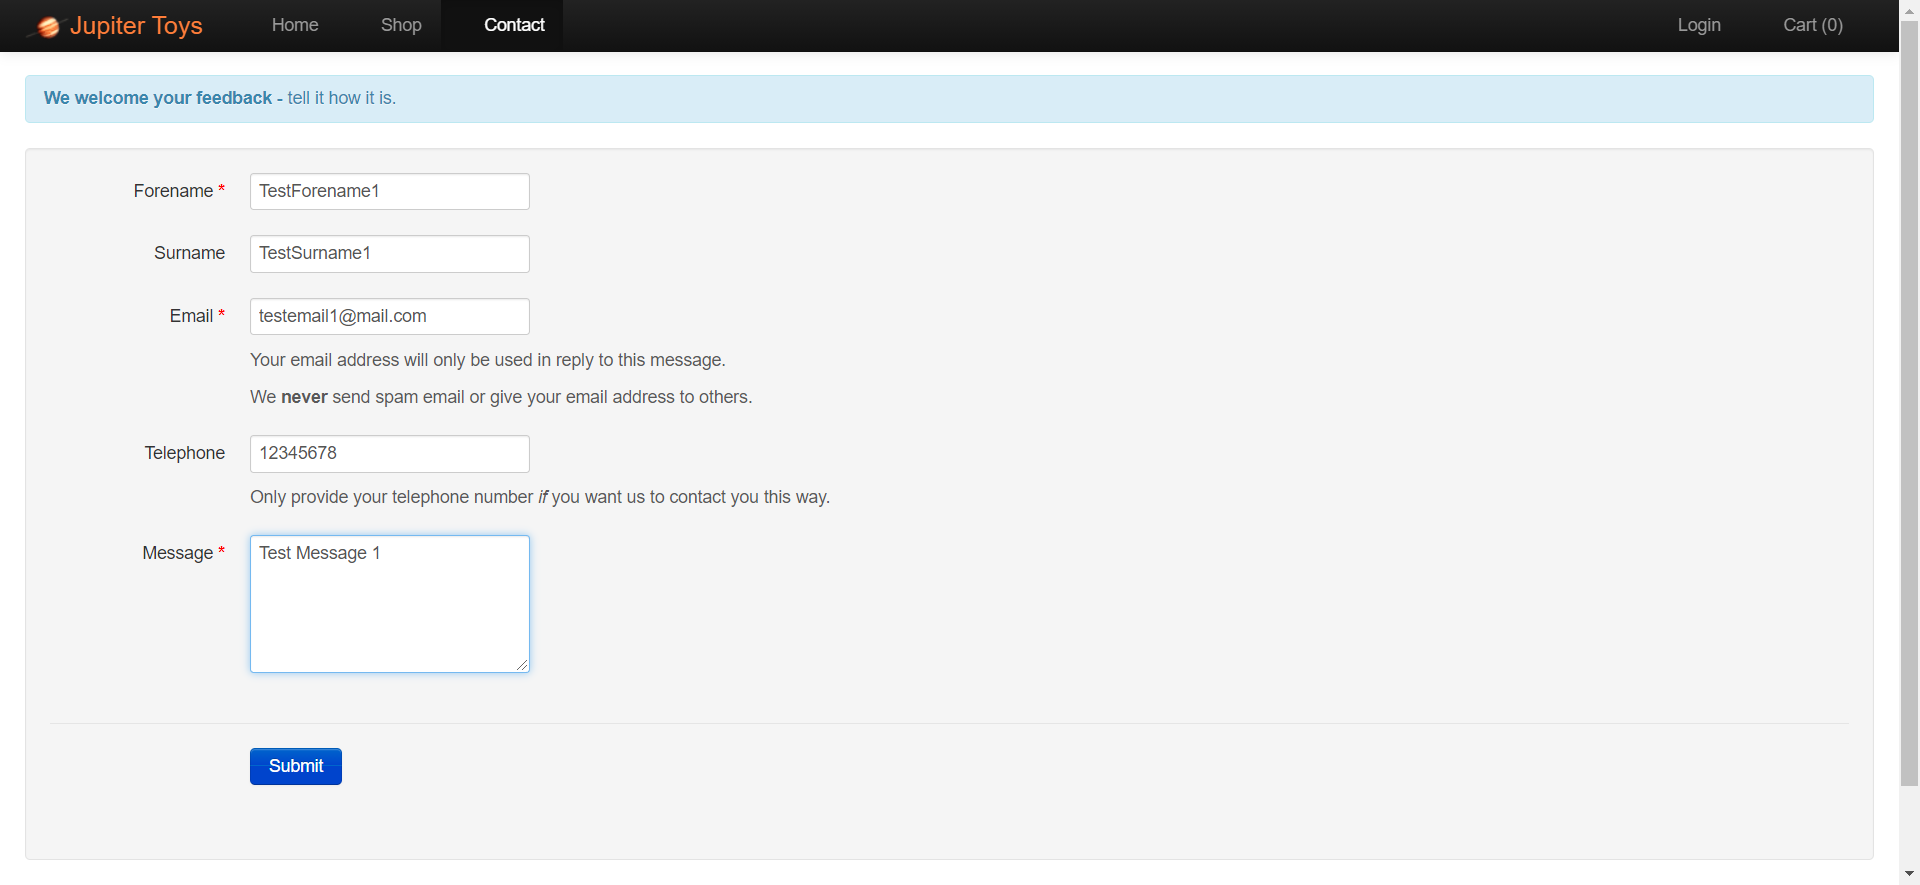 Jupiter Toys Home Shop Contact Login Cart (0)
We welcome your feedback - tell it how it is.
Forename * TestForename1
Surname TestSurname1
Email * testemail1@mail.com
Your email address will only be used in reply to this message.
We never send spam email or give your email address to others.
Telephone 12345678
Only provide your telephone number if you want us to contact you this way.
Message * Test Message 1
Submit